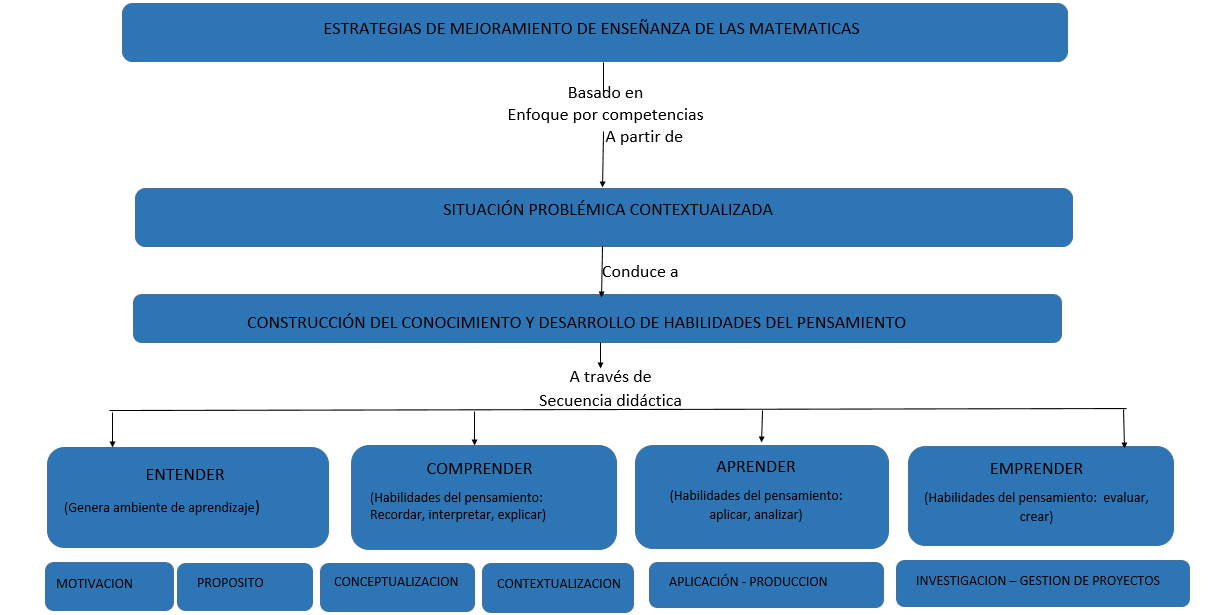 ESTRATEGIAS DE MEJORAMIENTO DE ENSEÑANZA DE LAS MATEMATICAS
Basado en
Enfoque por competencias
A partir de
SITUACIÓN PROBLÉMICA CONTEXTUALIZADA
Conduce a
CONSTRUCCIÓN DEL CONOCIMIENTO Y DESARROLLO DE HABILIDADES DEL PENSAMIENTO
A través de
Secuencia didáctica
ENTENDER
(Genera ambiente de aprendizaje)
COMPRENDER
(Habilidades del pensamiento:
Recordar, interpretar, explicar)
APRENDER
(Habilidades del pensamiento:
aplicar, analizar)
EMPRENDER
(Habilidades del pensamiento: evaluar,
crear)
MOTIVACION
PROPOSITO
CONCEPTUALIZACION
CONTEXTUALIZACION
APLICACIÓN - PRODUCCION
INVESTIGACION – GESTION DE PROYECTOS